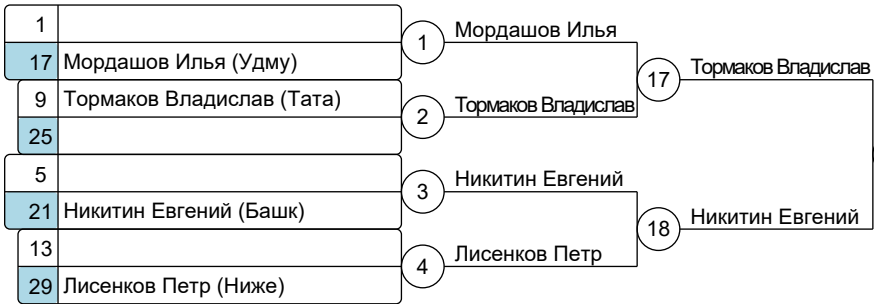 1
Мордашов Илья
17 Мордашов Илья (Удму)
1
Тормаков Владислав
9 Тормаков Владислав (Тата)
17
2
Тормаков Владислав
25
5
Никитин Евгений
3
21 Никитин Евгений (Башк)
Никитин Евгений
18
13
Лисенков Петр
4
29 Лисенков Петр (Ниже)